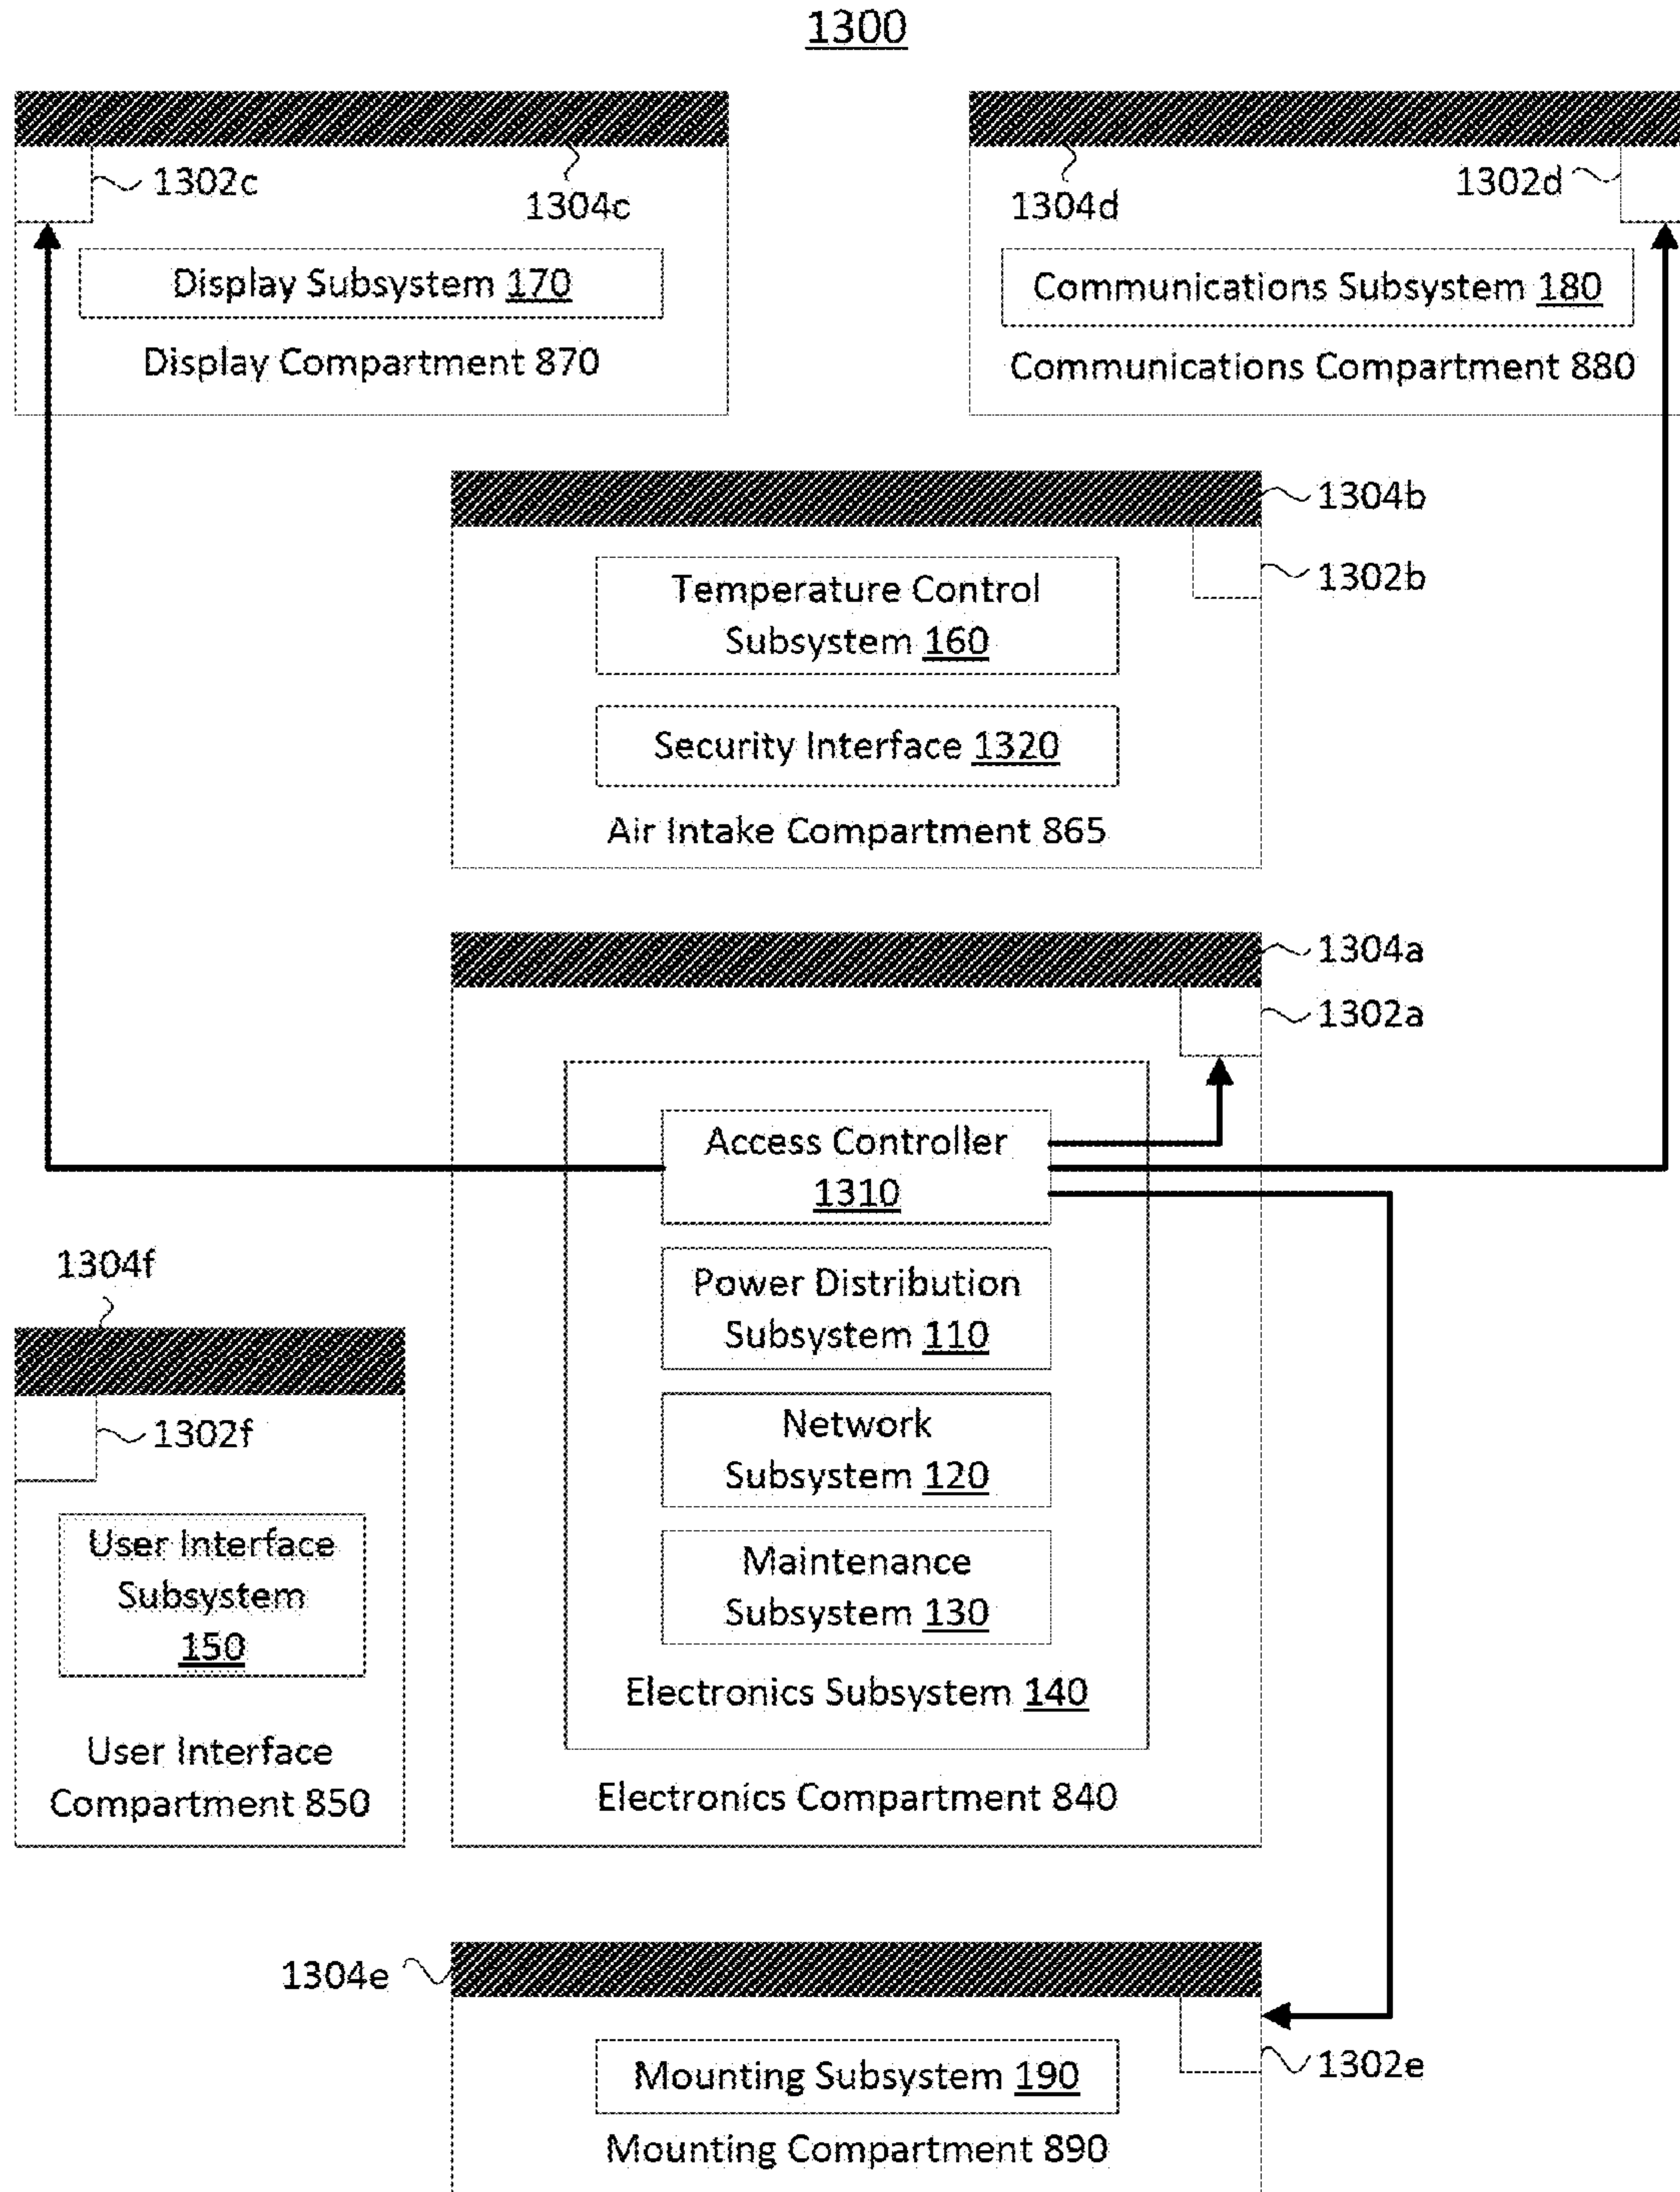 1300
1302c
1304c
Display Subsystem 170
Display Compartment 870
1304d
1302d
Communications Subsystem 180
Communications Compartment 880
1304b
1302b
Temperature Control
Subsystem 160
Security Interface 1320
Air Intake Compartment 865
1304a
1302a
Access Controller
1310
Power Distribution
Subsystem 110
Network
Subsystem 120
Maintenance
Subsystem 130
Electronics Subsystem 140
Electronics Compartment 840
1304f
1302f
User Interface
Subsystem
150
User Interface
Compartment 850
1304e
1302e
Mounting Subsystem 190
Mounting Compartment 890